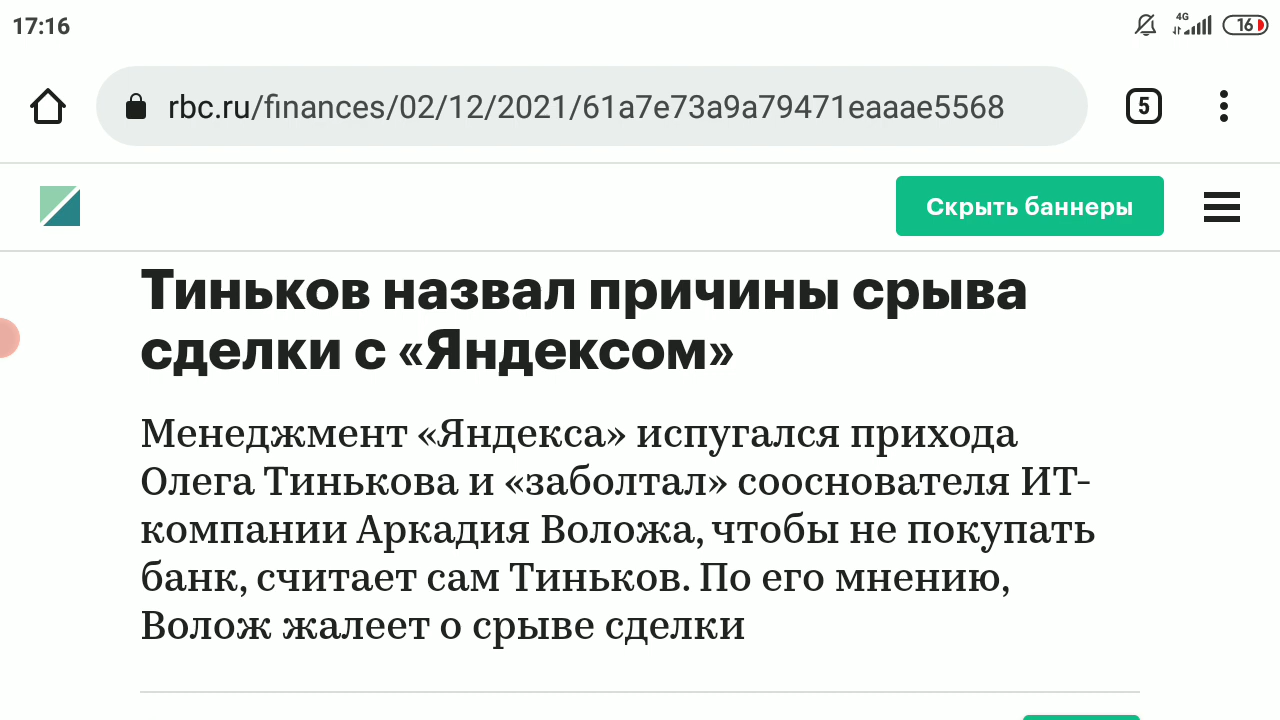 17:16
4G
16
rbc.ru/finances/02/12/2021/61a7e73a9a79471eaaae5568
5
Скрыть баннеры
Тиньков назвал причины срыва
сделки с «Яндексом»
Менеджмент «Яндекса» испугался прихода
Олега Тинькова и «заболтал» сооснователя ИТ-
компании Аркадия Воложа, чтобы не покупать
банк, считает сам Тиньков. По его мнению,
Волож жалеет о срыве сделки